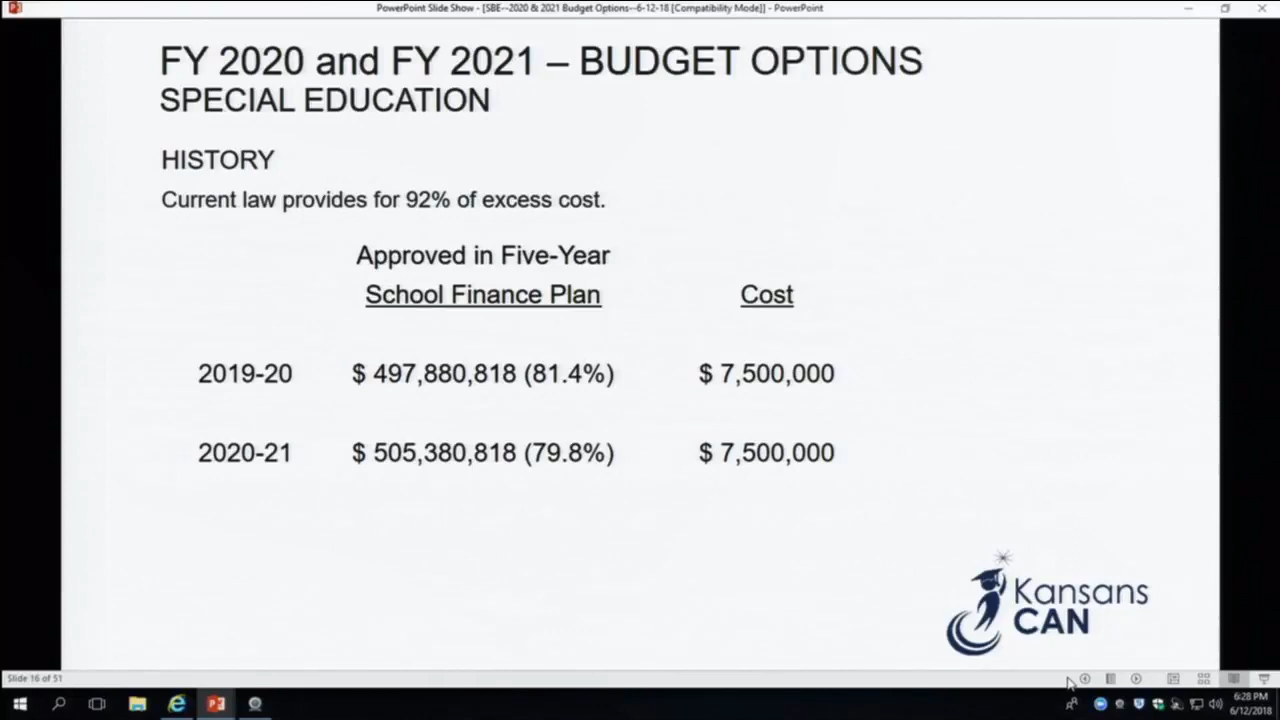 PowerPoint Slide Show - [SBE--2020 & 2021 Budget Options--6-12-18 [Compatibility Mode]] - PowerPoint
FY 2020 and FY 2021 – BUDGET OPTIONS
SPECIAL EDUCATION
HISTORY
Current law provides for 92% of excess cost.
Approved in Five-Year
School Finance Plan Cost
2019-20 $ 497,880,818 (81.4%) $ 7,500,000
2020-21 $ 505,380,818 (79.8%) $ 7,500,000
Kansans
CAN
Slide 16 of 51
6:28 PM
6/12/2018